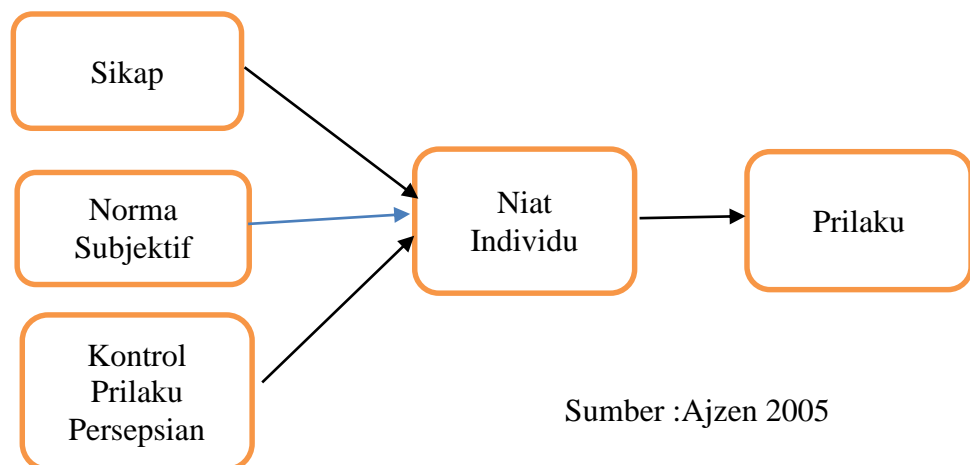 Sikap
Norma
Subjektif
Kontrol
Prilaku
Persepsian
Niat
Individu
Prilaku
Sumber :Ajzen 2005